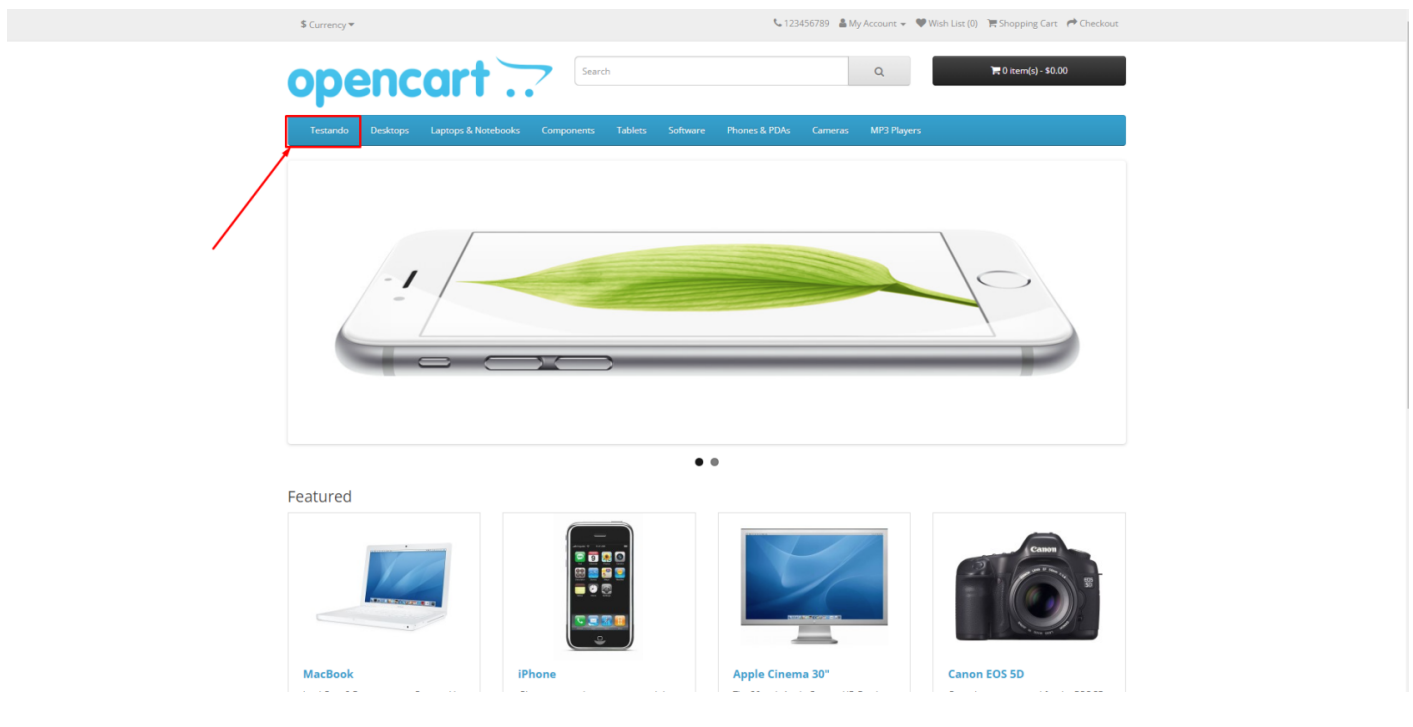 $ Currency
123456789 My Account Wish List (0) Shopping Cart Checkout
opencart
Search
0 item(s) - $0.00
Testando Desktops Laptops & Notebooks Components Tablets Software Phones & PDAs Cameras MP3 Players
Featured
Canon
MacBook iPhone Apple Cinema 30" Canon EOS 5D